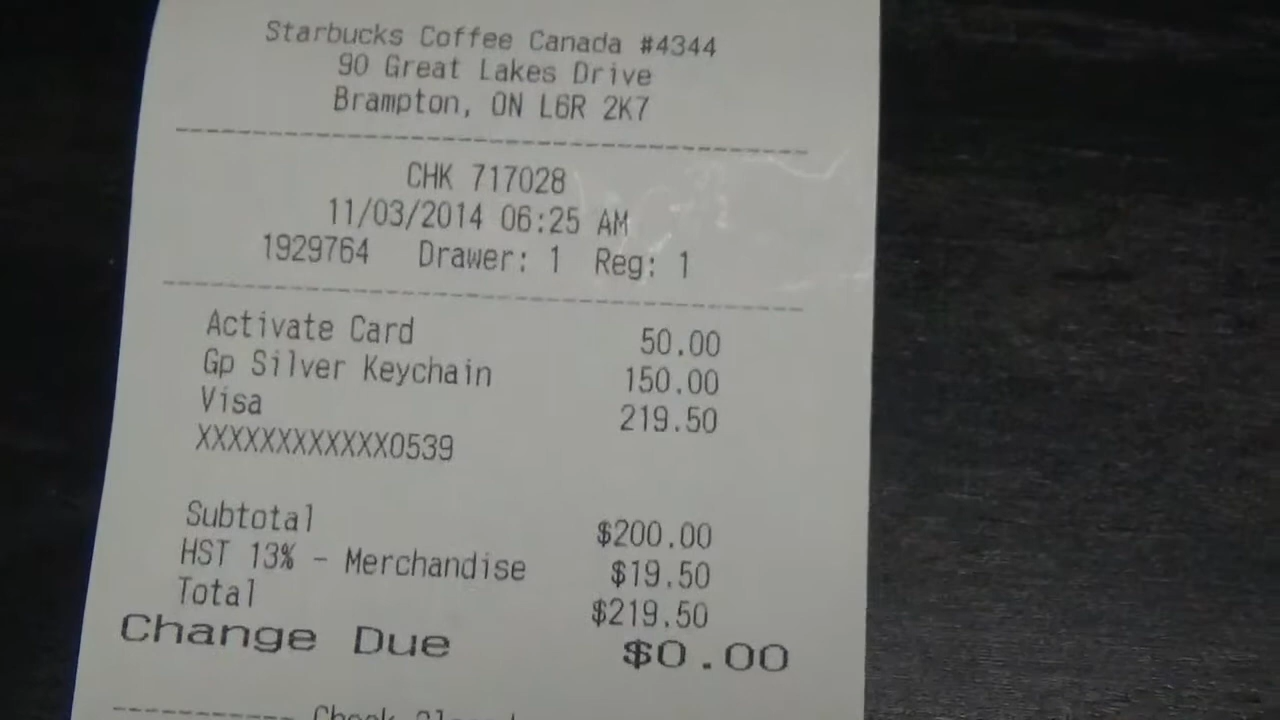 Starbucks Coffee Canada #4344
90 Great Lakes Drive
Brampton, ON L6R 2K7
CHK 717028
11/03/2014 06:25 AM
1929764 Drawer: 1 Reg: 1
Activate Card 50.00
Gp Silver Keychain 150.00
Visa 219.50
XXXXXXXXXXXX0539
Subtotal $200.00
HST 13% - Merchandise $19.50
Total $219.50
Change Due $0.00